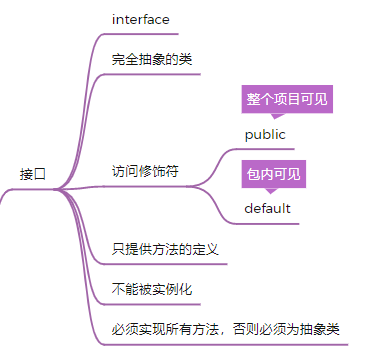 interface
完全抽象的类
整个项目可见
public
接口
访问修饰符
包内可见
default
只提供方法的定义
不能被实例化
必须实现所有方法，否则必须为抽象类